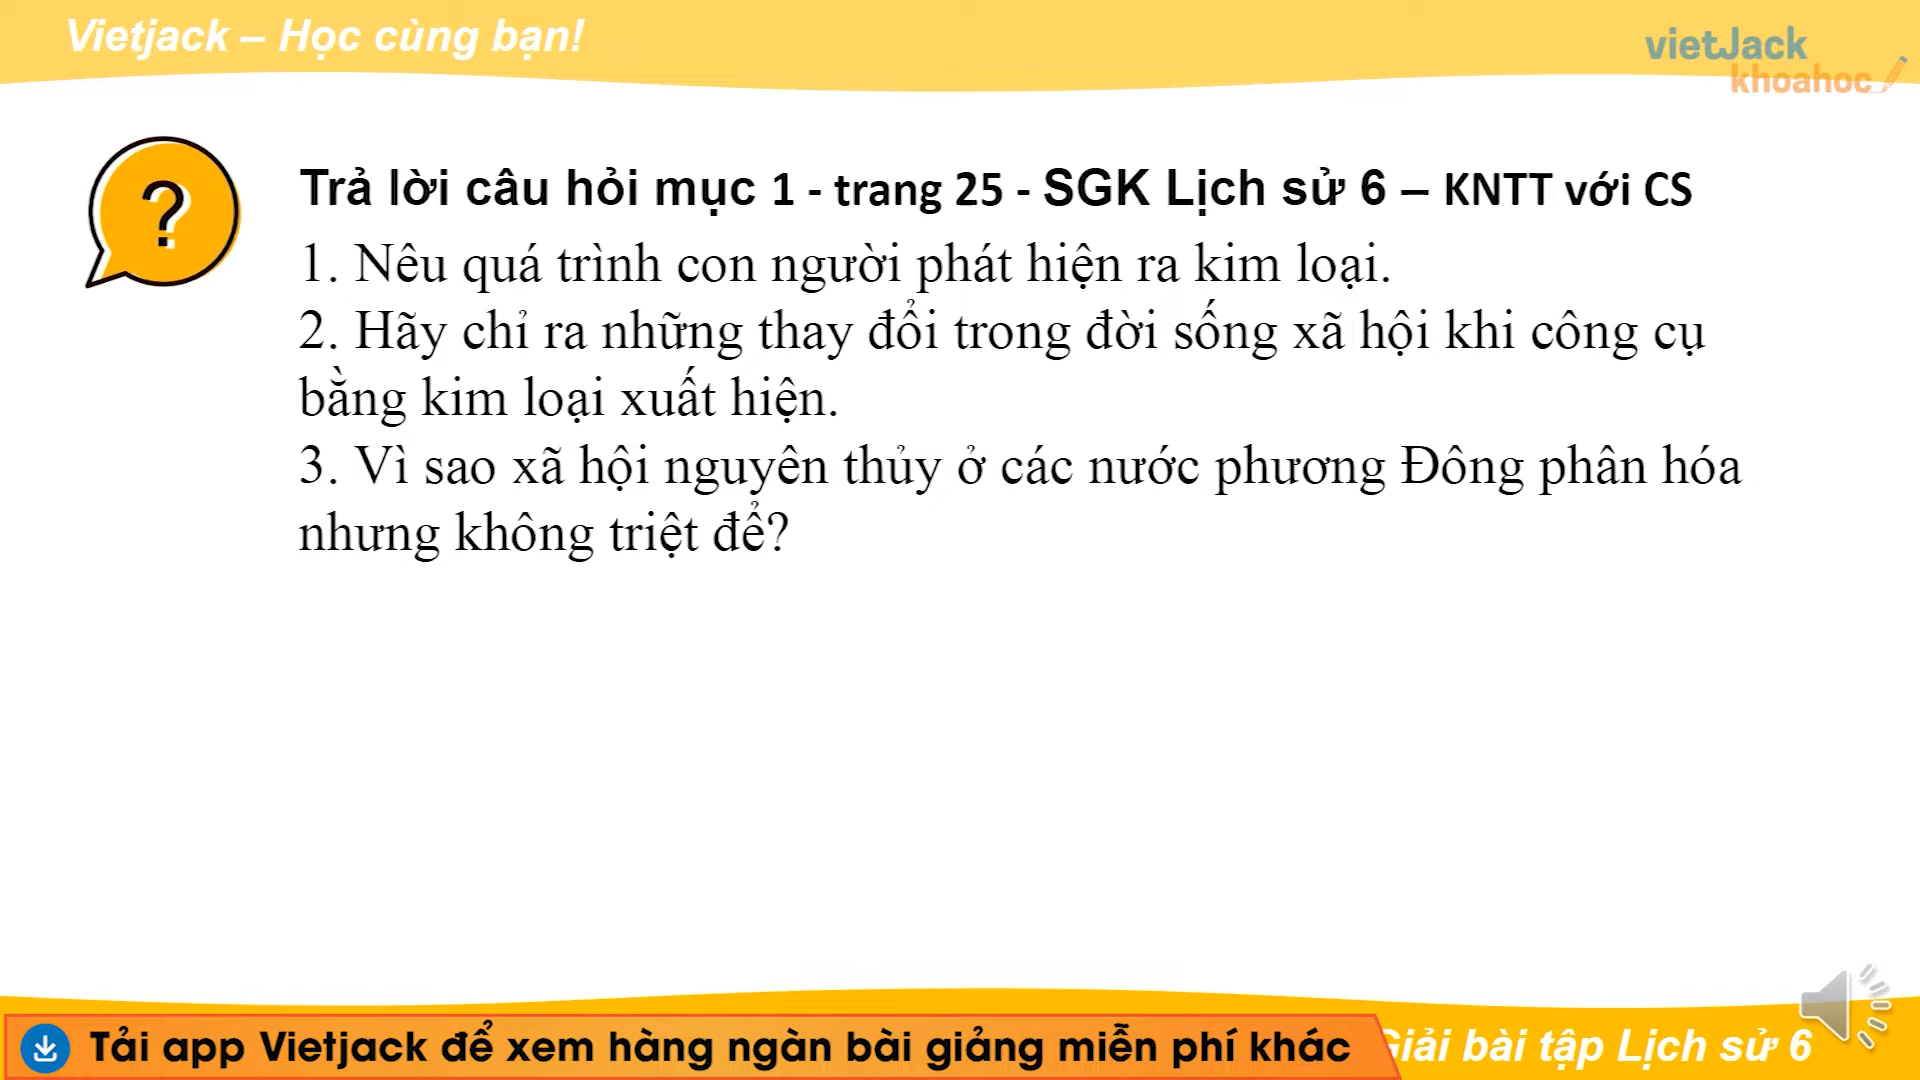 Vietjack – Học cùng bạn!
vietJack
khoahoc
?
Trả lời câu hỏi mục 1 - trang 25 - SGK Lịch sử 6 – KNTT với CS
1. Nêu quá trình con người phát hiện ra kim loại.
2. Hãy chỉ ra những thay đổi trong đời sống xã hội khi công cụ
bằng kim loại xuất hiện.
3. Vì sao xã hội nguyên thủy ở các nước phương Đông phân hóa
nhưng không triệt để?
Tải app Vietjack để xem hàng ngàn bài giảng miễn phí khác
Giải bài tập Lịch sử 6